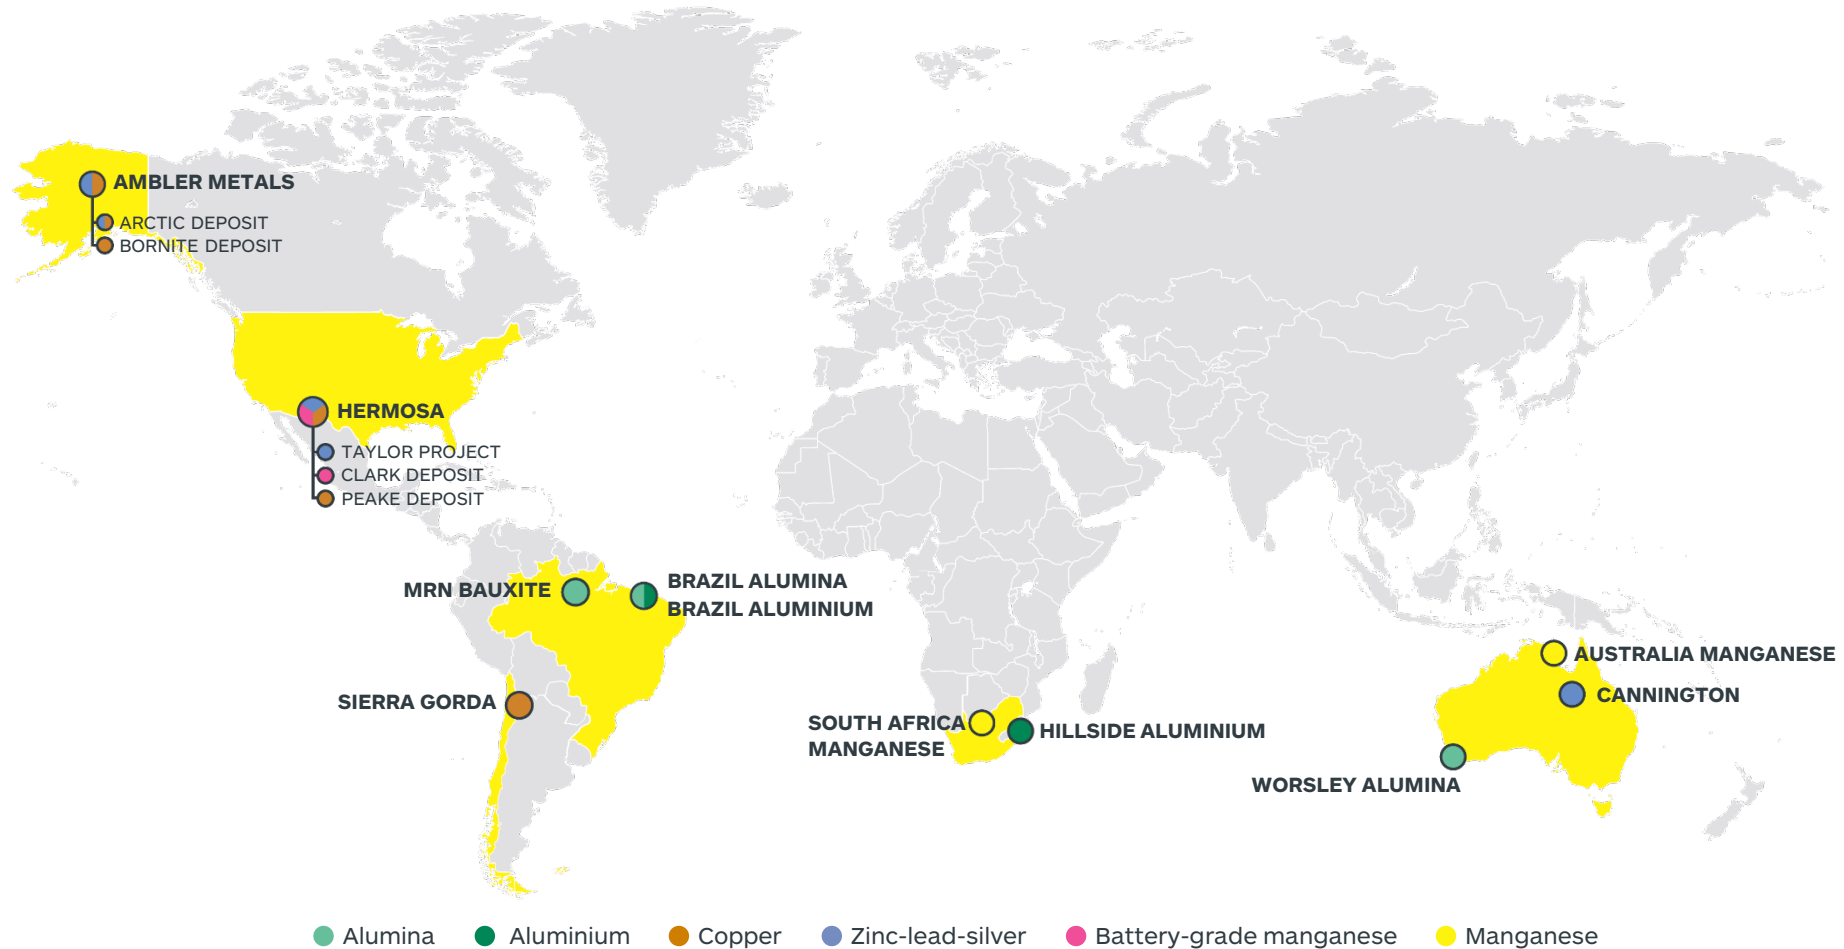 AMBLER METALS
ARCTIC DEPOSIT
BORNITE DEPOSIT
HERMOSA
TAYLOR PROJECT
CLARK DEPOSIT
PEAKE DEPOSIT
MRN BAUXITE
BRAZIL ALUMINA
BRAZIL ALUMINIUM
SIERRA GORDA
SOUTH AFRICA
MANGANESE
HILLSIDE ALUMINIUM
AUSTRALIA MANGANESE
CANNINGTON
WORSLEY ALUMINA
Alumina
Aluminium
Copper
Zinc-lead-silver
Battery-grade manganese
Manganese